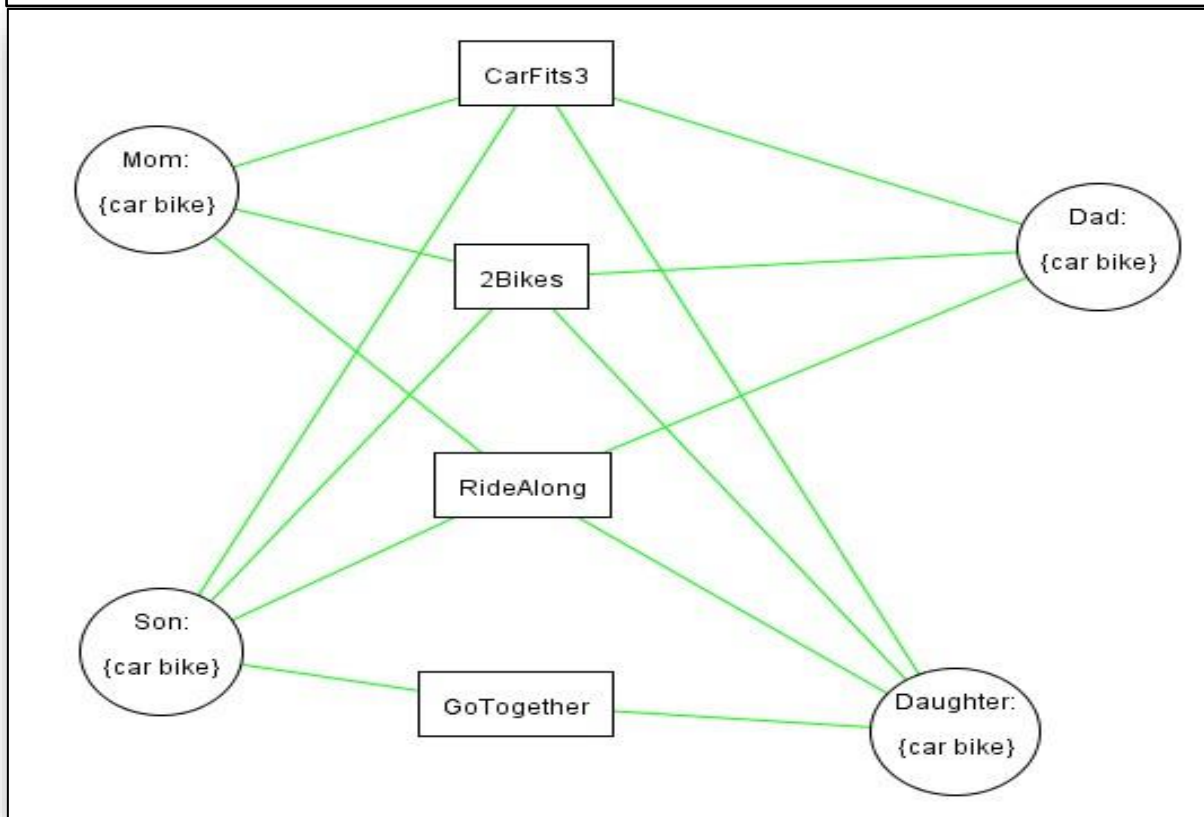 CarFits3
Mom:
{car bike}
Dad:
{car bike}
2Bikes
RideAlong
Son:
{car bike}
GoTogether
Daughter:
{car bike}